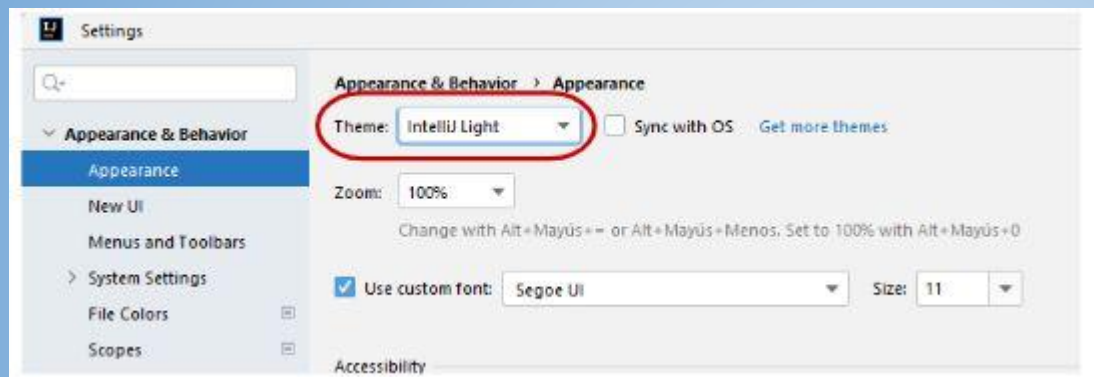 Settings
Appearance & Behavior
Appearance
New UI
Menus and Toolbars
System Settings
File Colors
Scopes
Appearance & Behavior > Appearance
Theme: IntelliJ Light Sync with OS Get more themes
Zoom: 100%
Change with Alt+Mayús+= or Alt+Mayús+Menos. Set to 100% with Alt+Mayús+0
Use custom font: Segoe UI Size: 11
Accessibility